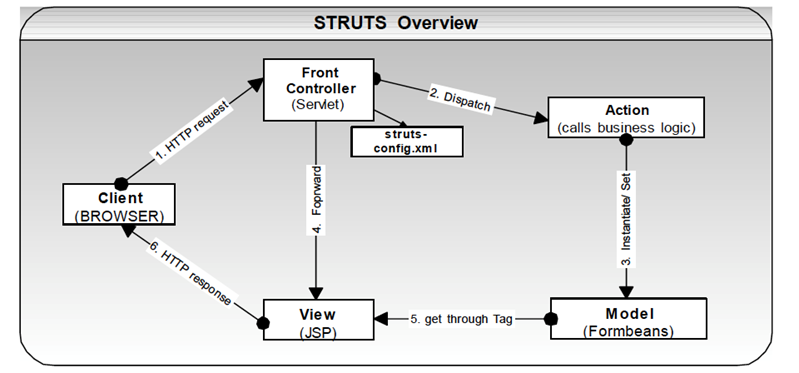 STRUTS Overview
Front
Controller
(Servlet)
2. Dispatch
Action
(calls business logic)
struts-
config.xml
1. HTTP request
Client
(BROWSER)
4. Foprward
3. Instantiate/ Set
6. HTTP response
View
(JSP)
5. get through Tag
Model
(Formbeans)